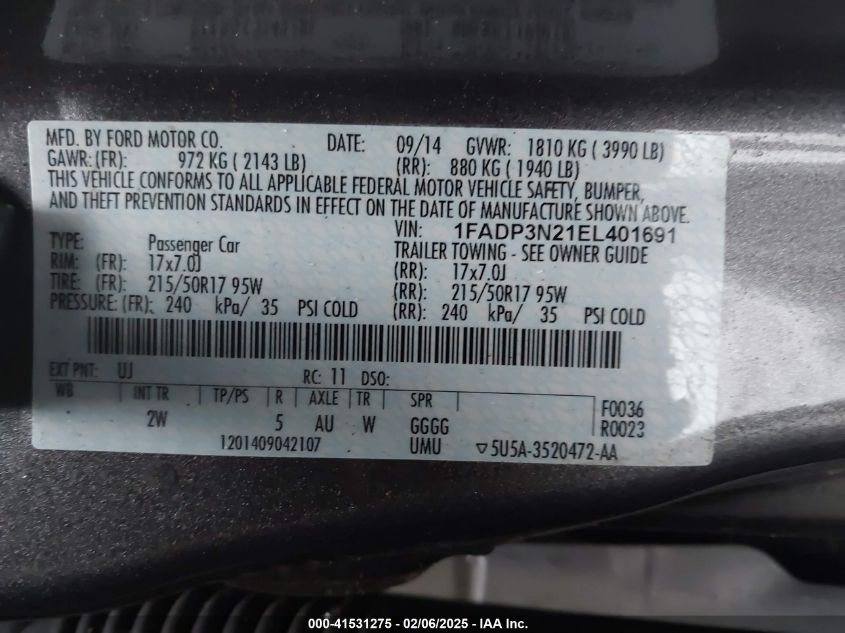 MFD. BY FORD MOTOR CO. DATE: 09/14 GVWR: 1810 KG ( 3990 LB)
GAWR: (FR): 972 KG ( 2143 LB) (RR): 880 KG ( 1940 LB)
THIS VEHICLE CONFORMS TO ALL APPLICABLE FEDERAL MOTOR VEHICLE SAFETY, BUMPER,
AND THEFT PREVENTION STANDARDS IN EFFECT ON THE DATE OF MANUFACTURE SHOWN ABOVE.
VIN: 1FADP3N21EL401691
TYPE: Passenger Car TRAILER TOWING - SEE OWNER GUIDE
RIM: (FR): 17x7.0J (RR): 17x7.0J
TIRE: (FR): 215/50R17 95W (RR): 215/50R17 95W
PRESSURE: (FR): 240 kPa/ 35 PSI COLD (RR): 240 kPa/ 35 PSI COLD
EXT PNT: UJ RC: 11 DSO:
WB INT TR TP/PS R AXLE TR SPR F0036
2W 5 AU W GGGG R0023
1201409042107 UMU ▽5U5A-3520472-AA
000-41531275 - 02/06/2025 - IAA Inc.